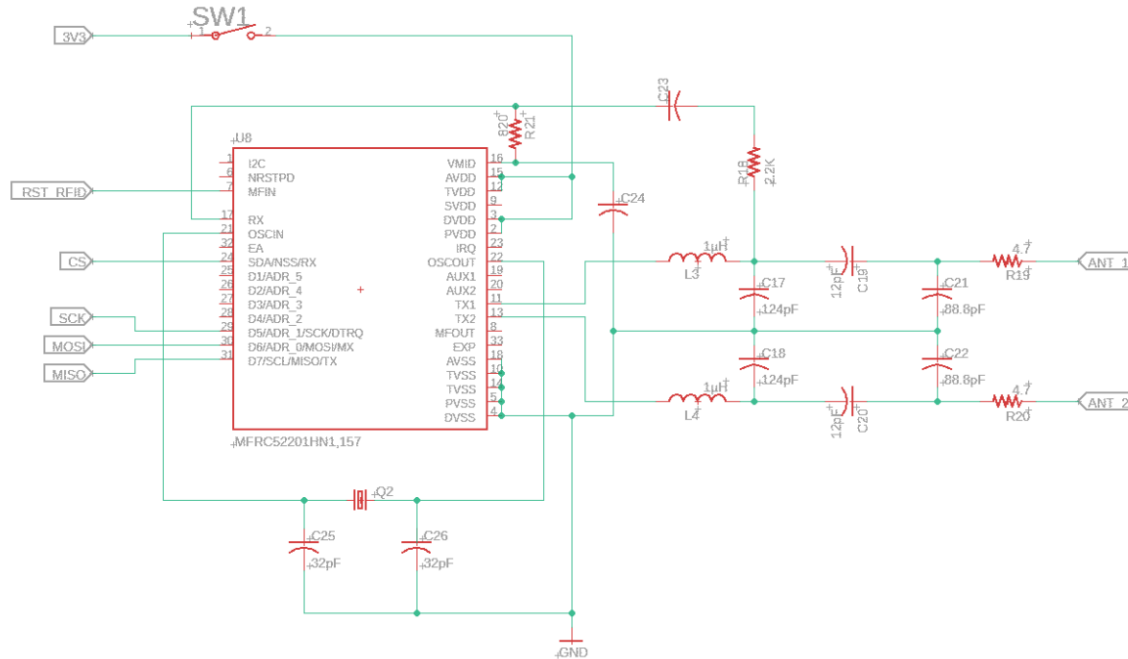 SW1
3V3
1
2
C23
820
R21
R18
2.2K
U8
1 I2C
6 NRSTPD
7 MFIN
17 RX
21 OSCIN
32 EA
24 SDA/NSS/RX
25 D1/ADR_5
26 D2/ADR_4
27 D3/ADR_3
28 D4/ADR_2
29 D5/ADR_1/SCK/DTRQ
30 D6/ADR_0/MOSI/MX
31 D7/SCL/MISO/TX
VMID 16
AVDD 15
TVDD 12
SVDD 9
DVDD 3
PVDD 2
IRQ 23
OSCOUT 22
AUX1 19
AUX2 20
TX1 11
TX2 13
MFOUT 8
EXP 33
AVSS 18
TVSS 10
TVSS 14
PVSS 5
DVSS 4
MFRC52201HN1,157
RST_RFID
CS
SCK
MOSI
MISO
C24
1µH
L3
12pF
C19
4.7
R19
ANT_1
C17
124pF
C21
88.8pF
C18
124pF
C22
88.8pF
1µH
L4
12pF
C20
4.7
R20
ANT_2
Q2
C25
32pF
C26
32pF
GND